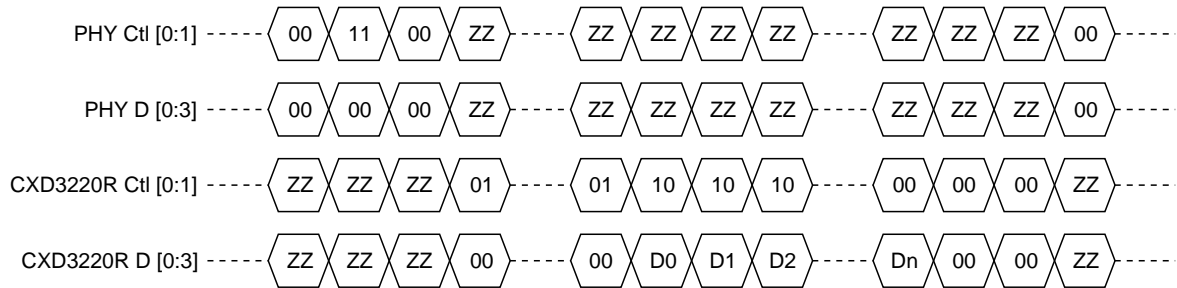 PHY Ctl [0:1] 00 11 00 ZZ ZZ ZZ ZZ ZZ ZZ ZZ ZZ 00
PHY D [0:3] 00 00 00 ZZ ZZ ZZ ZZ ZZ ZZ ZZ ZZ 00
CXD3220R Ctl [0:1] ZZ ZZ ZZ 01 01 10 10 10 00 00 00 ZZ
CXD3220R D [0:3] ZZ ZZ ZZ 00 00 D0 D1 D2 Dn 00 00 ZZ